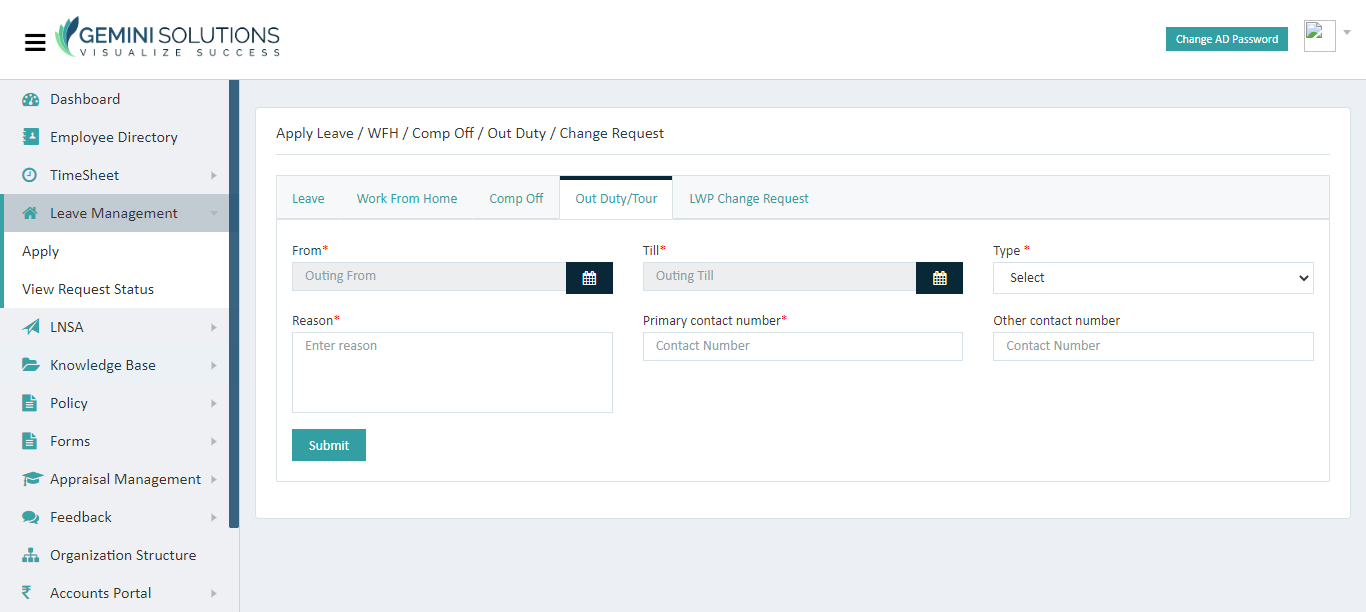 GEMINI SOLUTIONS
VISUALIZE SUCCESS
Change AD Password
Dashboard
Employee Directory
TimeSheet
Leave Management
Apply
View Request Status
LNSA
Knowledge Base
Policy
Forms
Appraisal Management
Feedback
Organization Structure
₹ Accounts Portal
Apply Leave / WFH / Comp Off / Out Duty / Change Request
Leave Work From Home Comp Off Out Duty/Tour LWP Change Request
From* Till* Type *
Outing From Outing Till Select
Reason* Primary contact number* Other contact number
Enter reason Contact Number Contact Number
Submit